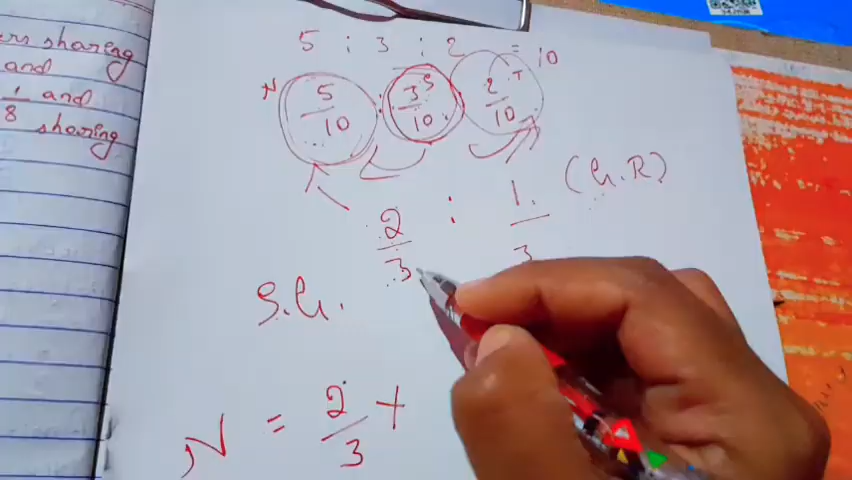 sharing
and
1/8 and
sharing
5 : 3 : 2 = 10
N 5/10 : 3/10 S : 2/10 T
2/3 : 1/3 (G.R)
S.G.
N = 2/3 +